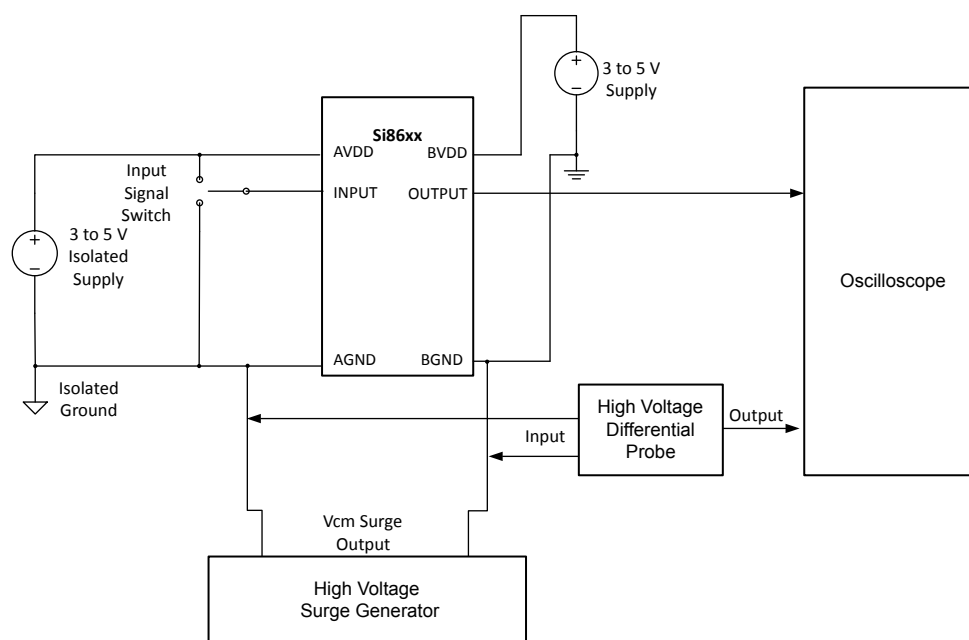 3 to 5 V
Supply
Si86xx
AVDD
BVDD
Input
Signal
Switch
INPUT
OUTPUT
+
−
+
−
3 to 5 V
Isolated
Supply
Oscilloscope
AGND
BGND
Isolated
Ground
High Voltage
Differential
Probe
Input
Output
Vcm Surge
Output
High Voltage
Surge Generator